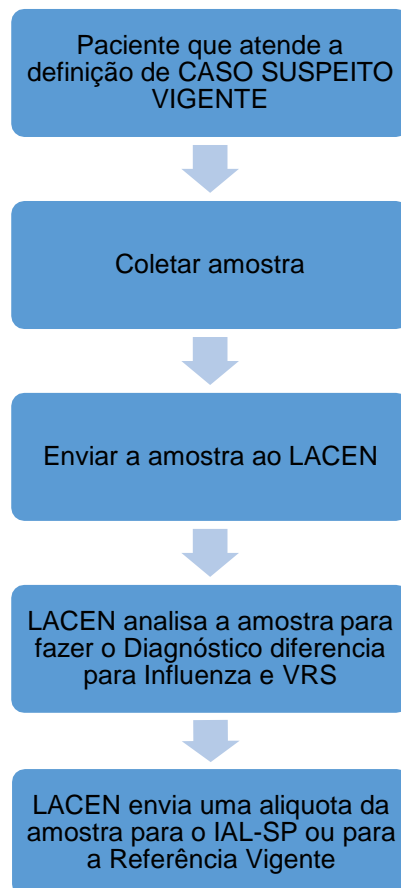 Paciente que atende a
definição de CASO SUSPEITO
VIGENTE
Coletar amostra
Enviar a amostra ao LACEN
LACEN analisa a amostra para
fazer o Diagnóstico diferencia
para Influenza e VRS
LACEN envia uma aliquota da
amostra para o IAL-SP ou para
a Referência Vigente